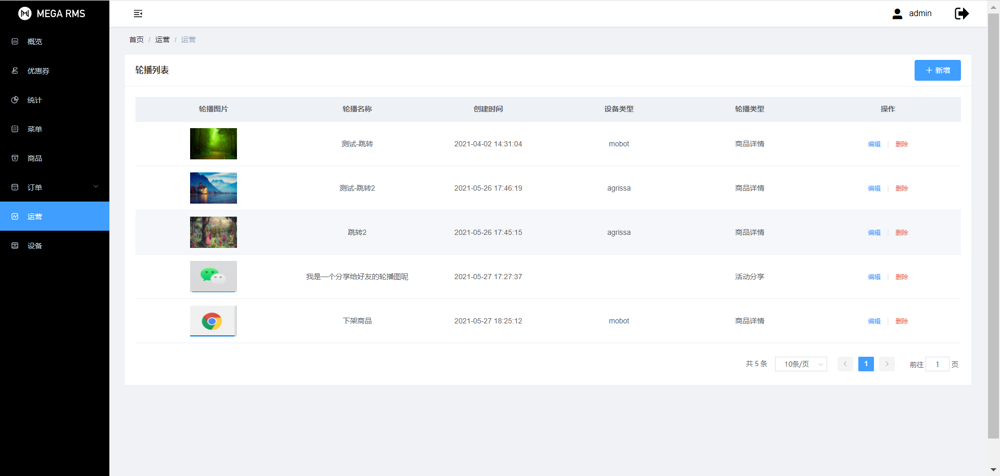 MEGA RMS
admin
概览
优惠券
统计
菜单
商品
订单
运营
设备
首页 / 运营 / 运营
轮播列表
新增
轮播图片 轮播名称 创建时间 设备类型 轮播类型 操作
测试-跳转 2021-04-02 14:31:04 mobot 商品详情 编辑 删除
测试-跳转2 2021-05-26 17:46:19 agrissa 商品详情 编辑 删除
跳转2 2021-05-26 17:45:15 agrissa 商品详情 编辑 删除
我是一个分享给好友的轮播图呢 2021-05-27 17:27:37 活动分享 编辑 删除
下架商品 2021-05-27 18:25:12 mobot 商品详情 编辑 删除
共 5 条 10条/页 1 前往 1 页